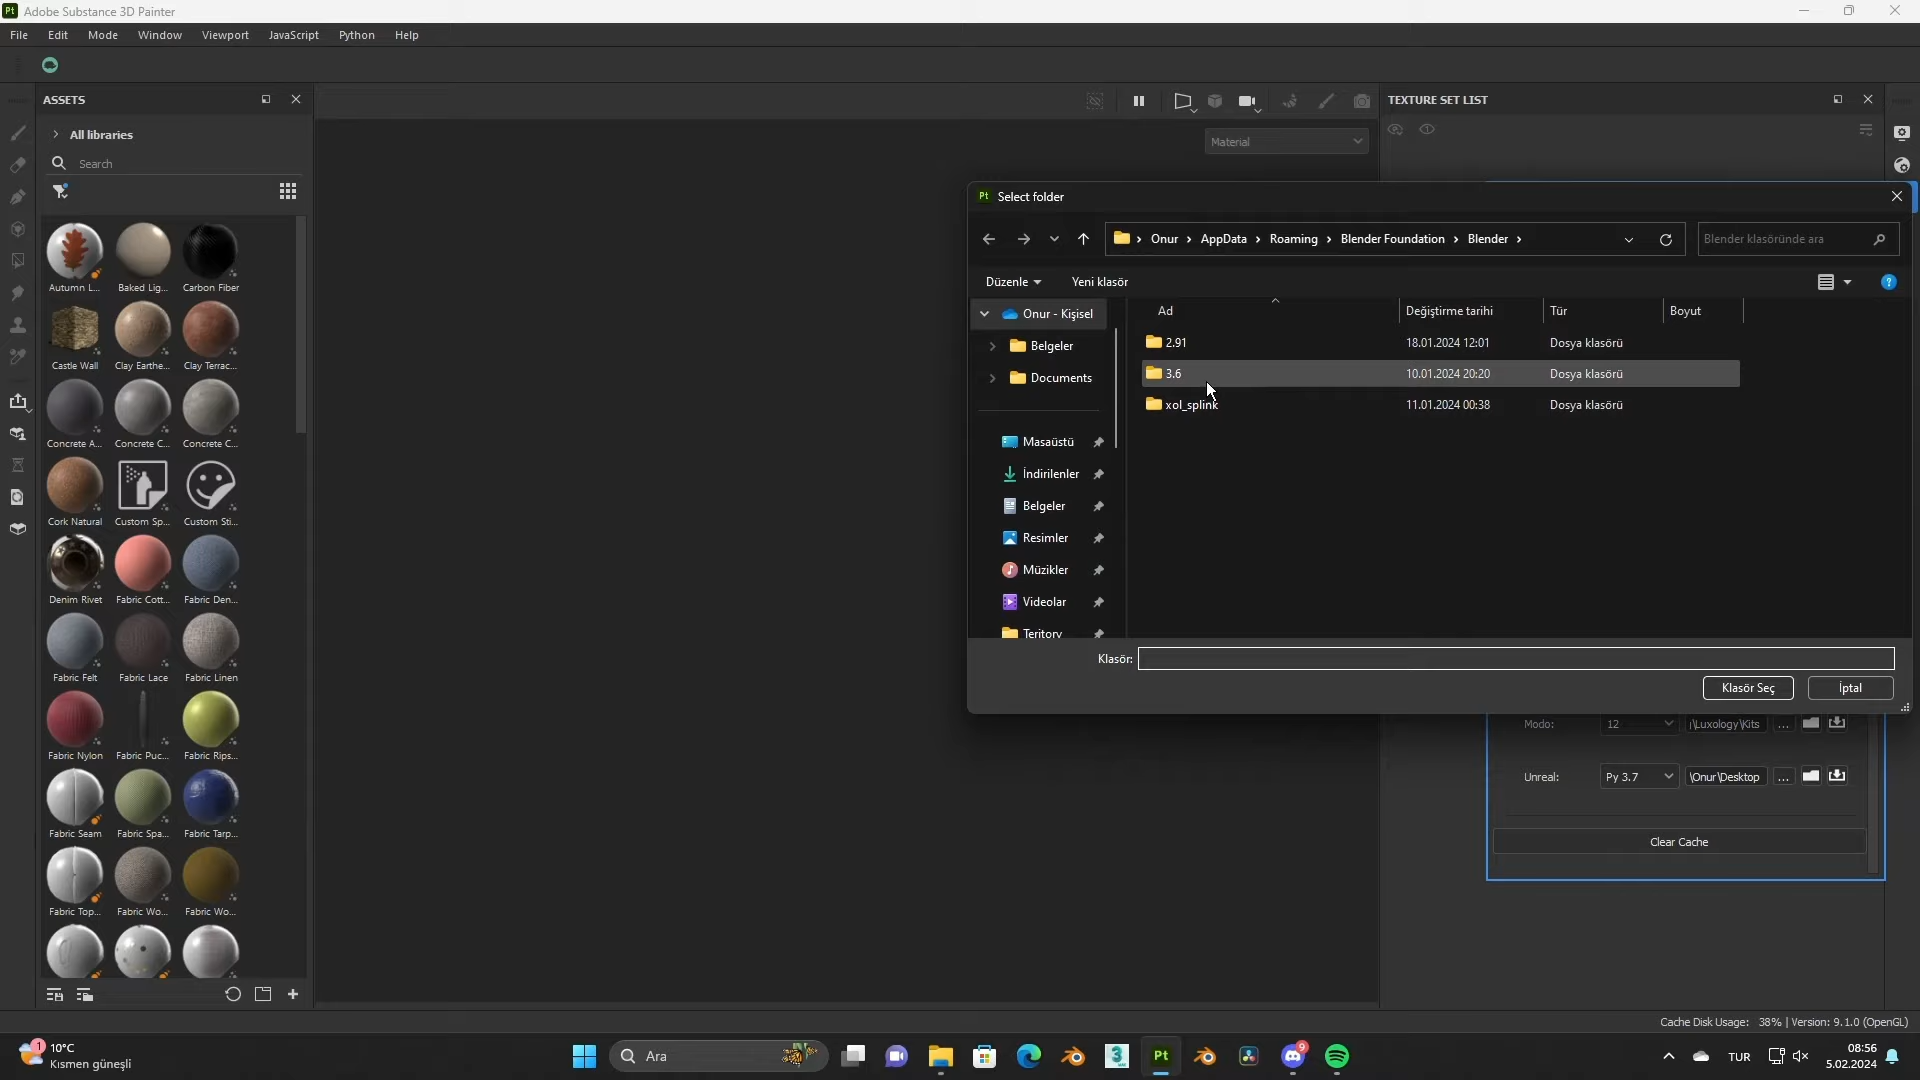 Adobe Substance 3D Painter
File Edit Mode Window Viewport JavaScript Python Help
ASSETS
All libraries
Search
Autumn L...
Baked Lig...
Carbon Fiber
Castle Wall
Clay Earthe...
Clay Terrac...
Concrete A...
Concrete C...
Concrete C...
Cork Natural
Custom Sp...
Custom Sti...
Denim Rivet
Fabric Cott...
Fabric Den...
Fabric Felt
Fabric Lace
Fabric Linen
Fabric Nylon
Fabric Puc...
Fabric Rips...
Fabric Seam
Fabric Spa...
Fabric Tarp...
Fabric Top...
Fabric Wo...
Fabric Wo...
Material
TEXTURE SET LIST
Pt Select folder
Onur › AppData › Roaming › Blender Foundation › Blender ›
Blender klasöründe ara
Düzenle Yeni klasör
Onur - Kişisel
Belgeler
Documents
Masaüstü
İndirilenler
Belgeler
Resimler
Müzikler
Videolar
Teritory
Ad Değiştirme tarihi Tür Boyut
2.91 18.01.2024 12:01 Dosya klasörü
3.6 10.01.2024 20:20 Dosya klasörü
xol_splink 11.01.2024 00:38 Dosya klasörü
Klasör:
Klasör Seç İptal
Modo: 12 \Luxology\Kits ...
Unreal: Py 3.7 \Onur\Desktop ...
Clear Cache
Cache Disk Usage: 38% | Version: 9.1.0 (OpenGL)
1
10°C
Kısmen güneşli
Ara
Pt
9
TUR
08:56
5.02.2024